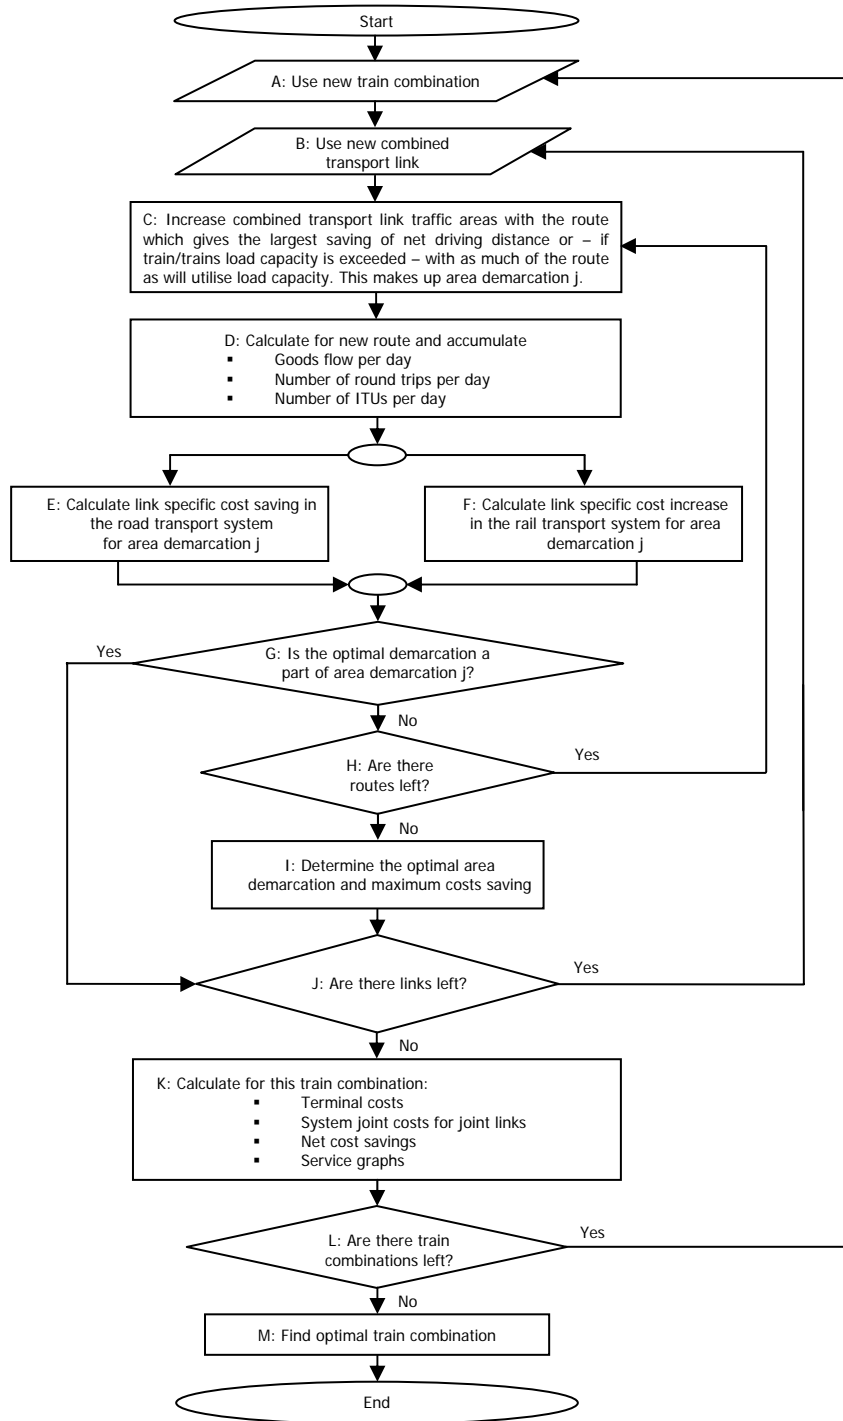 Start
A: Use new train combination
B: Use new combined
transport link
C: Increase combined transport link traffic areas with the route
which gives the largest saving of net driving distance or – if
train/trains load capacity is exceeded – with as much of the route
as will utilise load capacity. This makes up area demarcation j.
D: Calculate for new route and accumulate
▪ Goods flow per day
▪ Number of round trips per day
▪ Number of ITUs per day
E: Calculate link specific cost saving in
the road transport system
for area demarcation j
F: Calculate link specific cost increase
in the rail transport system for area
demarcation j
Yes
G: Is the optimal demarcation a
part of area demarcation j?
No
H: Are there
routes left?
Yes
No
I: Determine the optimal area
demarcation and maximum costs saving
J: Are there links left?
Yes
No
K: Calculate for this train combination:
▪ Terminal costs
▪ System joint costs for joint links
▪ Net cost savings
▪ Service graphs
L: Are there train
combinations left?
Yes
No
M: Find optimal train combination
End